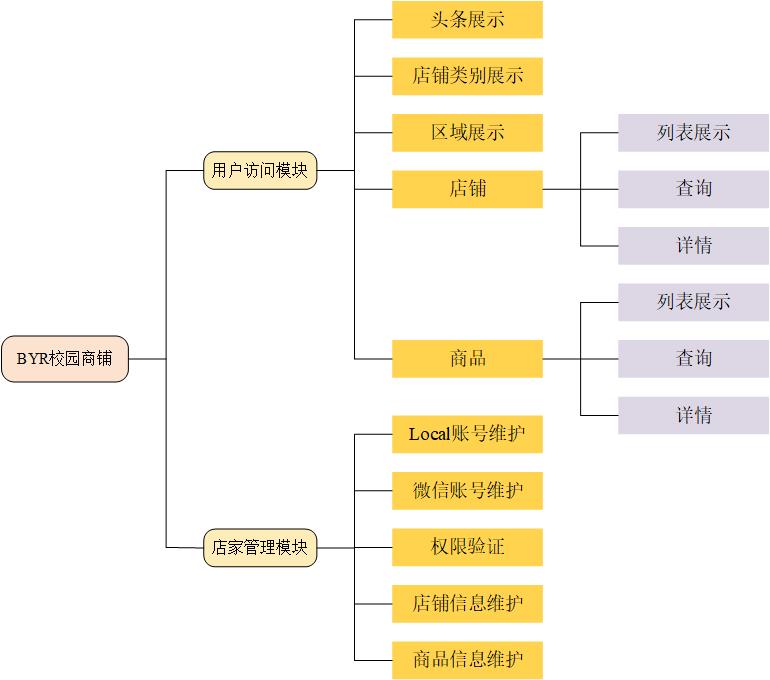 头条展示
店铺类别展示
区域展示
列表展示
用户访问模块
店铺
查询
详情
列表展示
BYR校园商铺
商品
查询
详情
Local账号维护
微信账号维护
店家管理模块
权限验证
店铺信息维护
商品信息维护